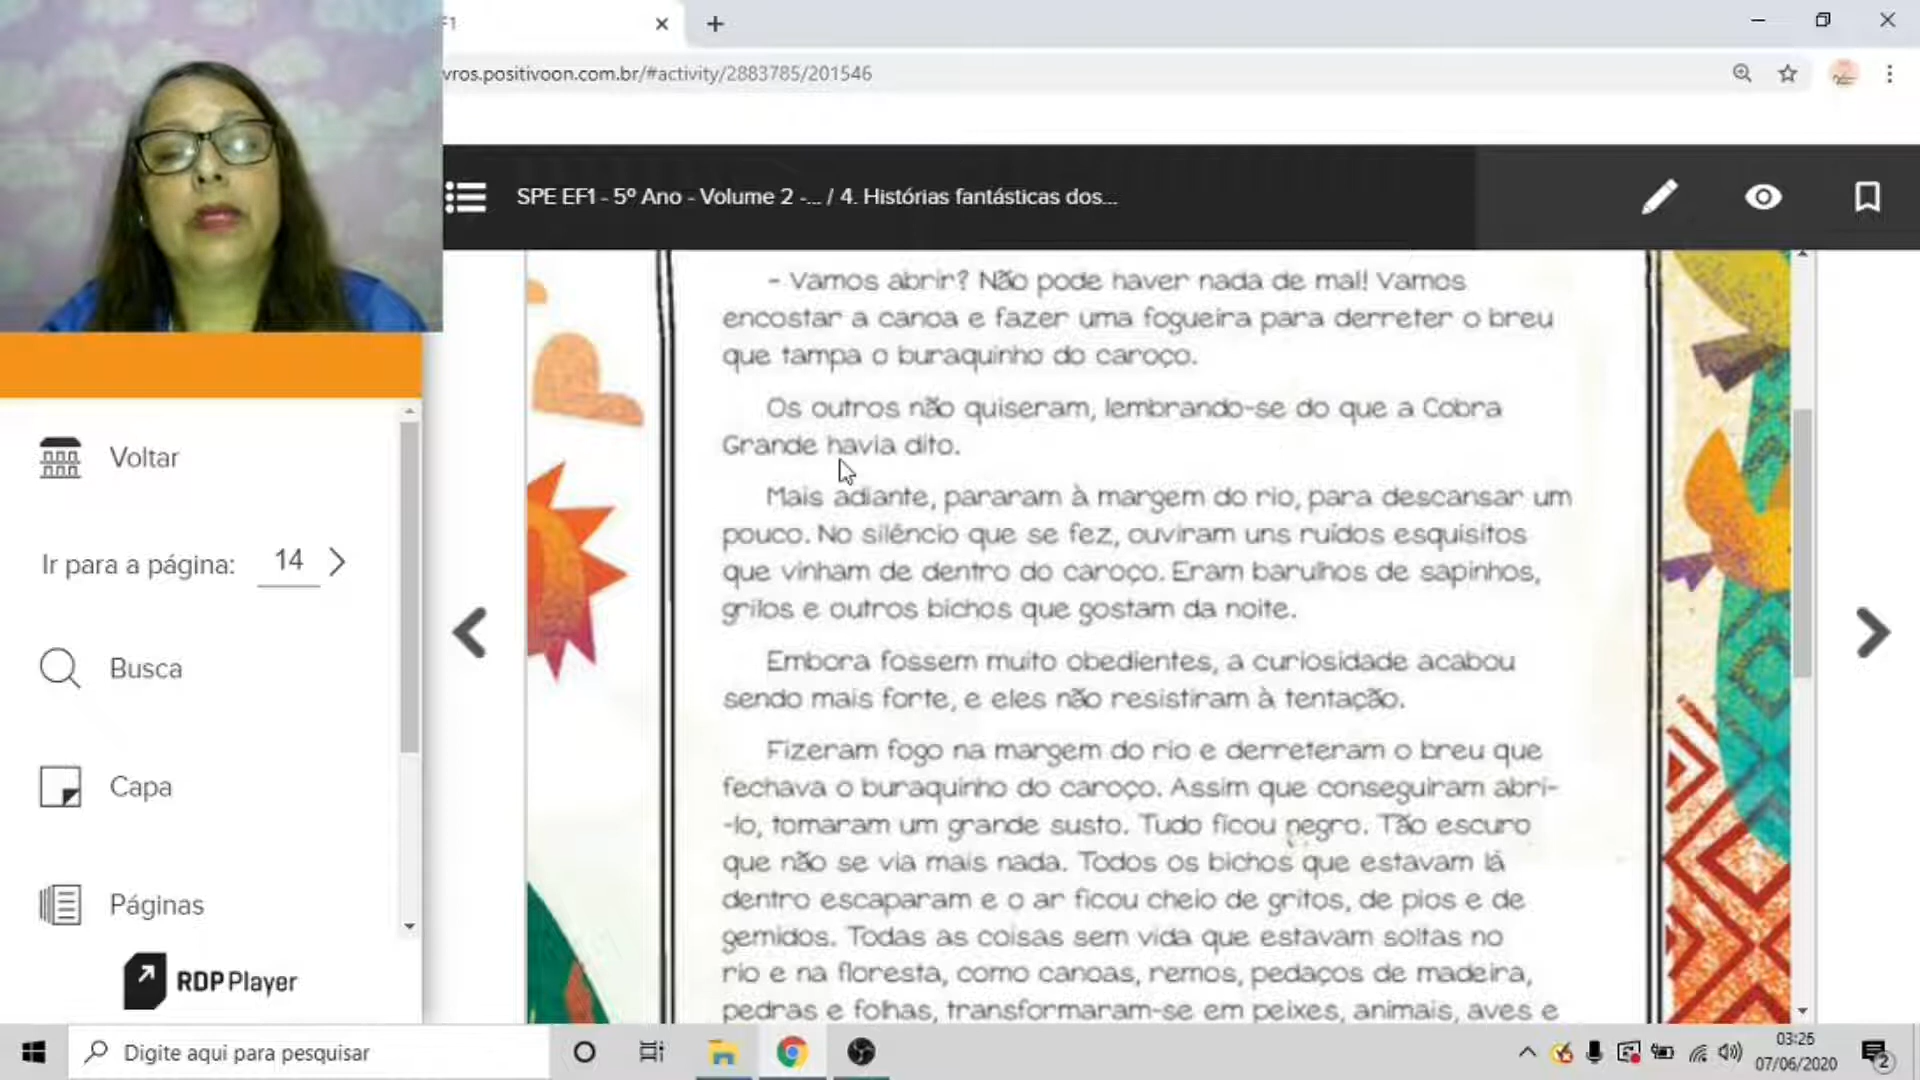 F1
vros.positivoon.com.br/#activity/2883785/201546
SPE EF1 - 5º Ano - Volume 2 -... / 4. Histórias fantásticas dos...
- Vamos abrir? Não pode haver nada de mal! Vamos
encostar a canoa e fazer uma fogueira para derreter o breu
que tampa o buraquinho do caroço.
Os outros não quiseram, lembrando-se do que a Cobra
Grande havia dito.
Mais adiante, pararam à margem do rio, para descansar um
pouco. No silêncio que se fez, ouviram uns ruídos esquisitos
que vinham de dentro do caroço. Eram barulhos de sapinhos,
grilos e outros bichos que gostam da noite.
Embora fossem muito obedientes, a curiosidade acabou
sendo mais forte, e eles não resistiram à tentação.
Fizeram fogo na margem do rio e derreteram o breu que
fechava o buraquinho do caroço. Assim que conseguiram abri-
-lo, tomaram um grande susto. Tudo ficou negro. Tão escuro
que não se via mais nada. Todos os bichos que estavam lá
dentro escaparam e o ar ficou cheio de gritos, de pios e de
gemidos. Todas as coisas sem vida que estavam soltas no
rio e na floresta, como canoas, remos, pedaços de madeira,
pedras e folhas, transformaram-se em peixes, animais, aves e
Voltar
Ir para a página: 14
Busca
Capa
Páginas
RDP Player
Digite aqui para pesquisar
03:26
07/06/2020
2